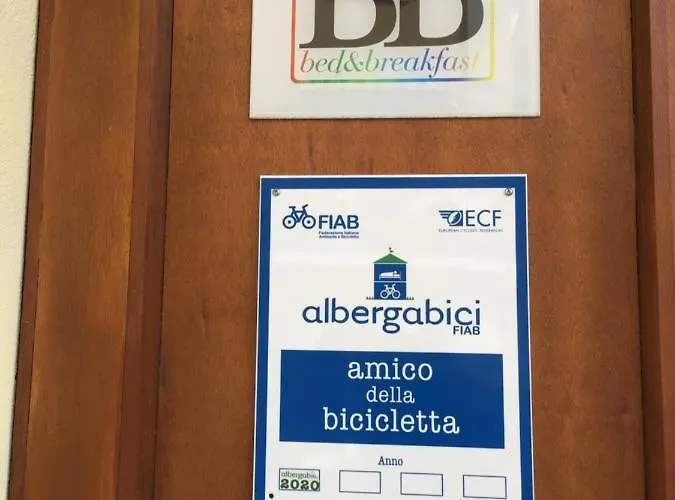 BB
bed&breakfast
FIAB
Federazione Italiana
Ambiente e Bicicletta
ECF
EUROPEAN CYCLISTS' FEDERATION
albergabici
FIAB
amico
della
bicicletta
Anno
albergabici
2020